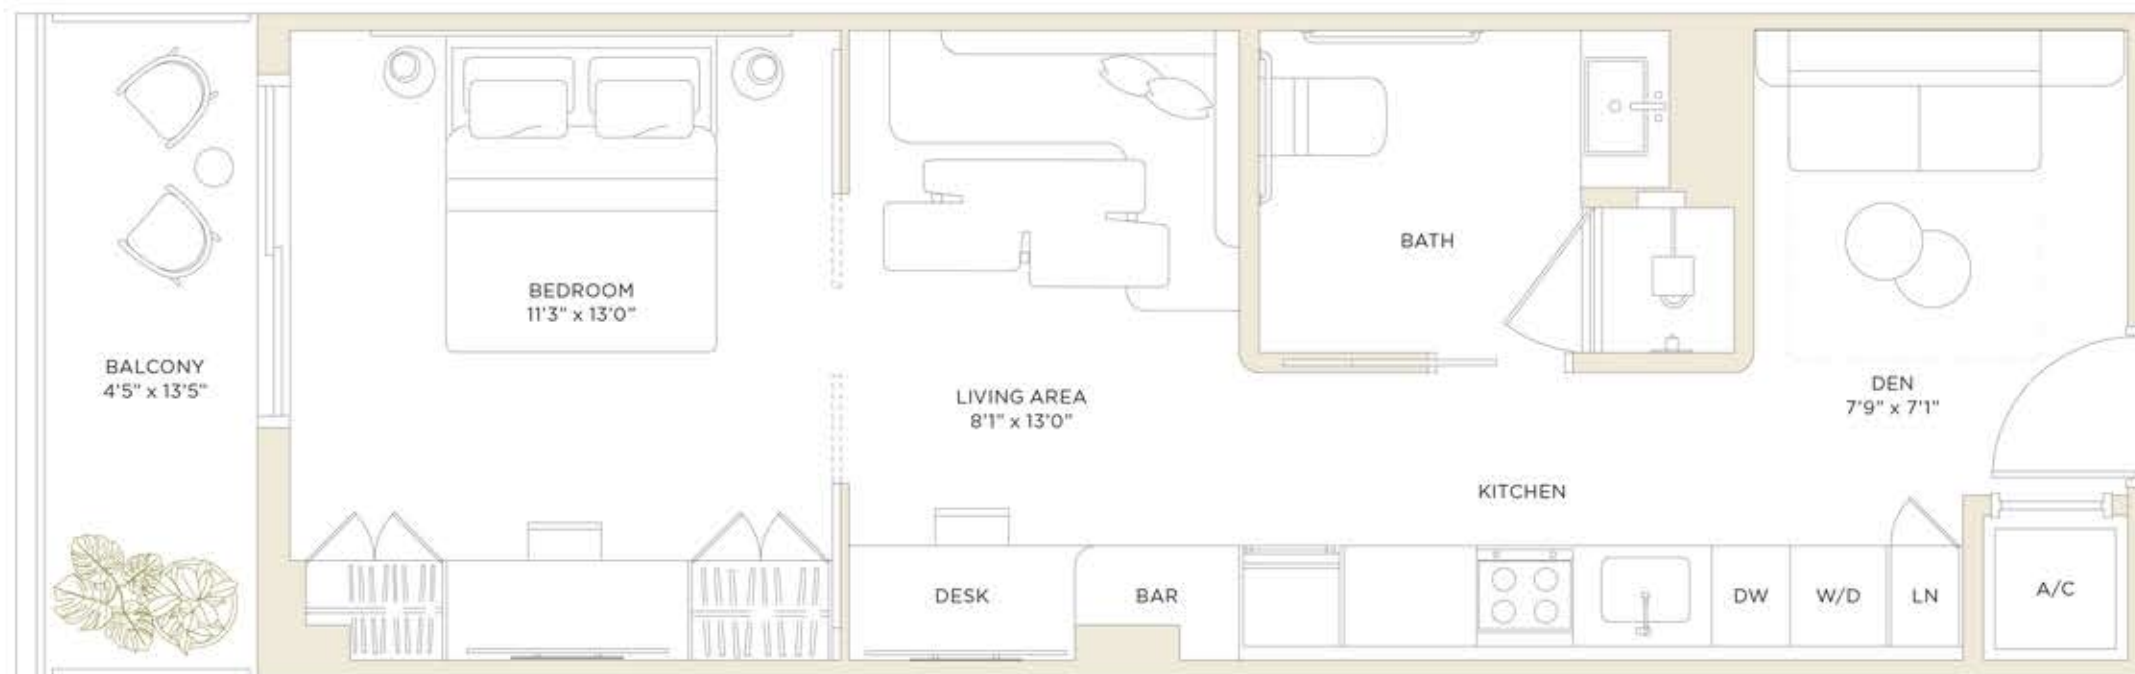 BALCONY
4'5" x 13'5"
BEDROOM
11'3" x 13'0"
LIVING AREA
8'1" x 13'0"
BATH
DEN
7'9" x 7'1"
KITCHEN
DESK
BAR
DW
W/D
LN
A/C